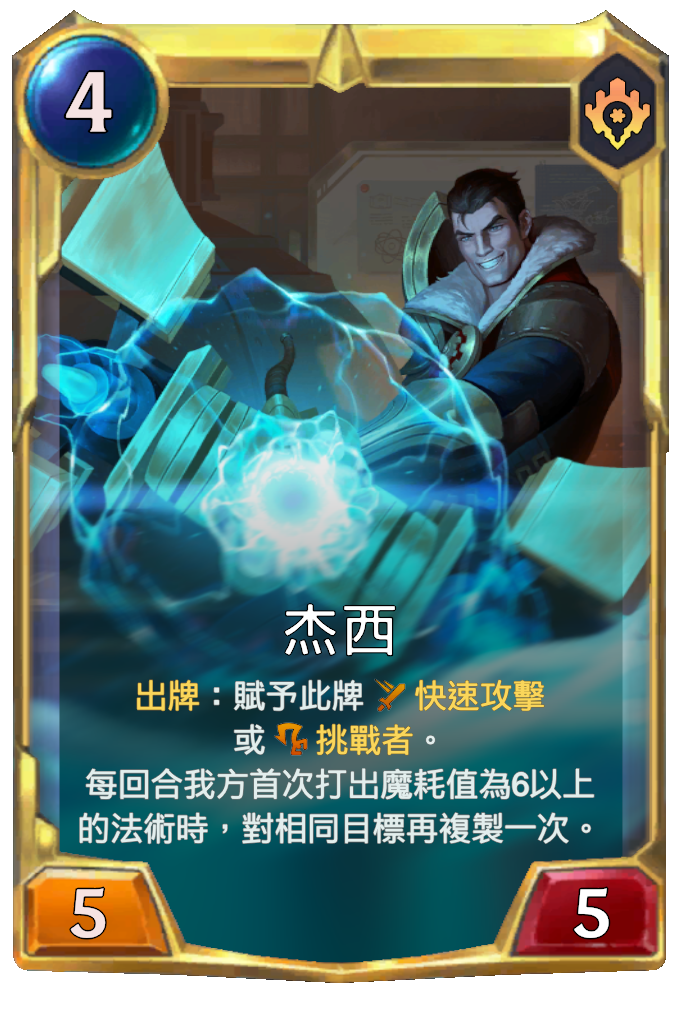 4
杰西
出牌：賦予此牌 快速攻擊
或 挑戰者。
每回合我方首次打出魔耗值為6以上
的法術時，對相同目標再複製一次。
5
5